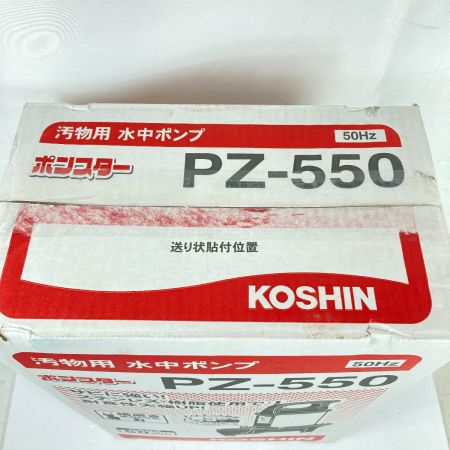 汚物用 水中ポンプ
50Hz
ポンスター
PZ-550
送り状貼付位置
KOSHIN
汚物用 水中ポンプ
50Hz
ポンスター
PZ-550